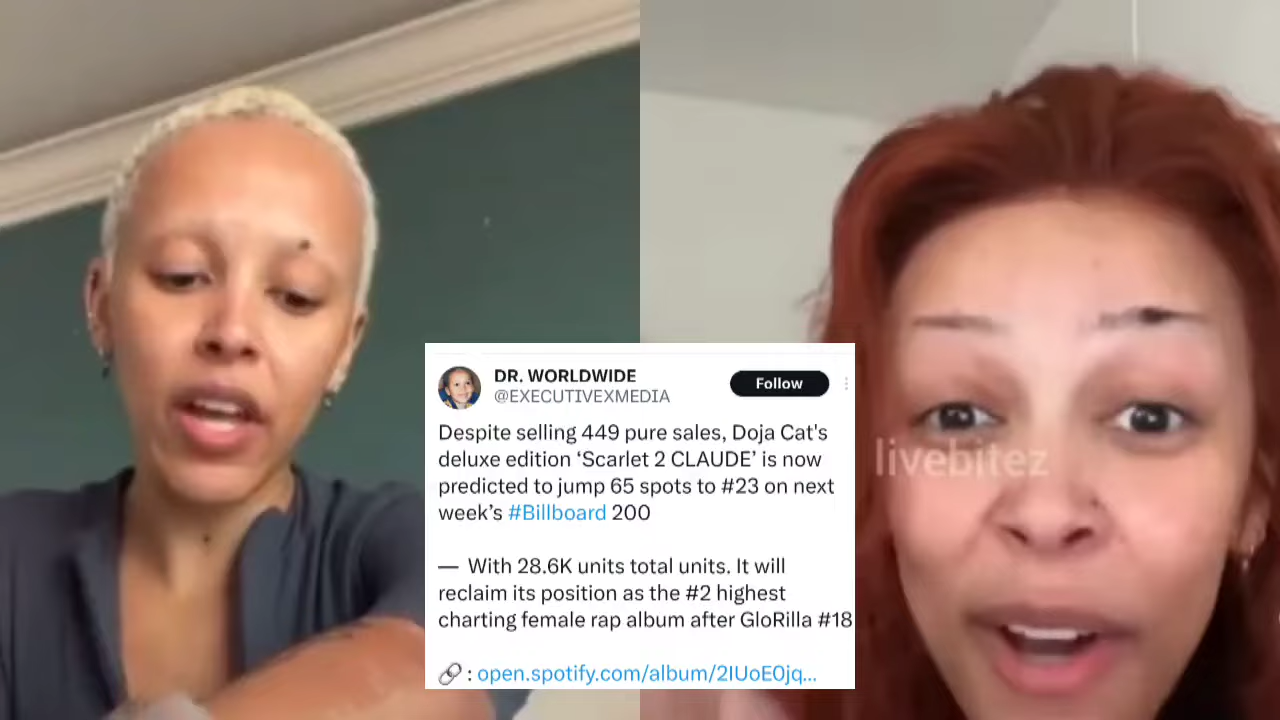 DR. WORLDWIDE
@EXECUTIVEXMEDIA
Follow
Despite selling 449 pure sales, Doja Cat's
deluxe edition ‘Scarlet 2 CLAUDE’ is now
predicted to jump 65 spots to #23 on next
week’s #Billboard 200
— With 28.6K units total units. It will
reclaim its position as the #2 highest
charting female rap album after GloRilla #18
: open.spotify.com/album/2IUoE0jq...
livebitez